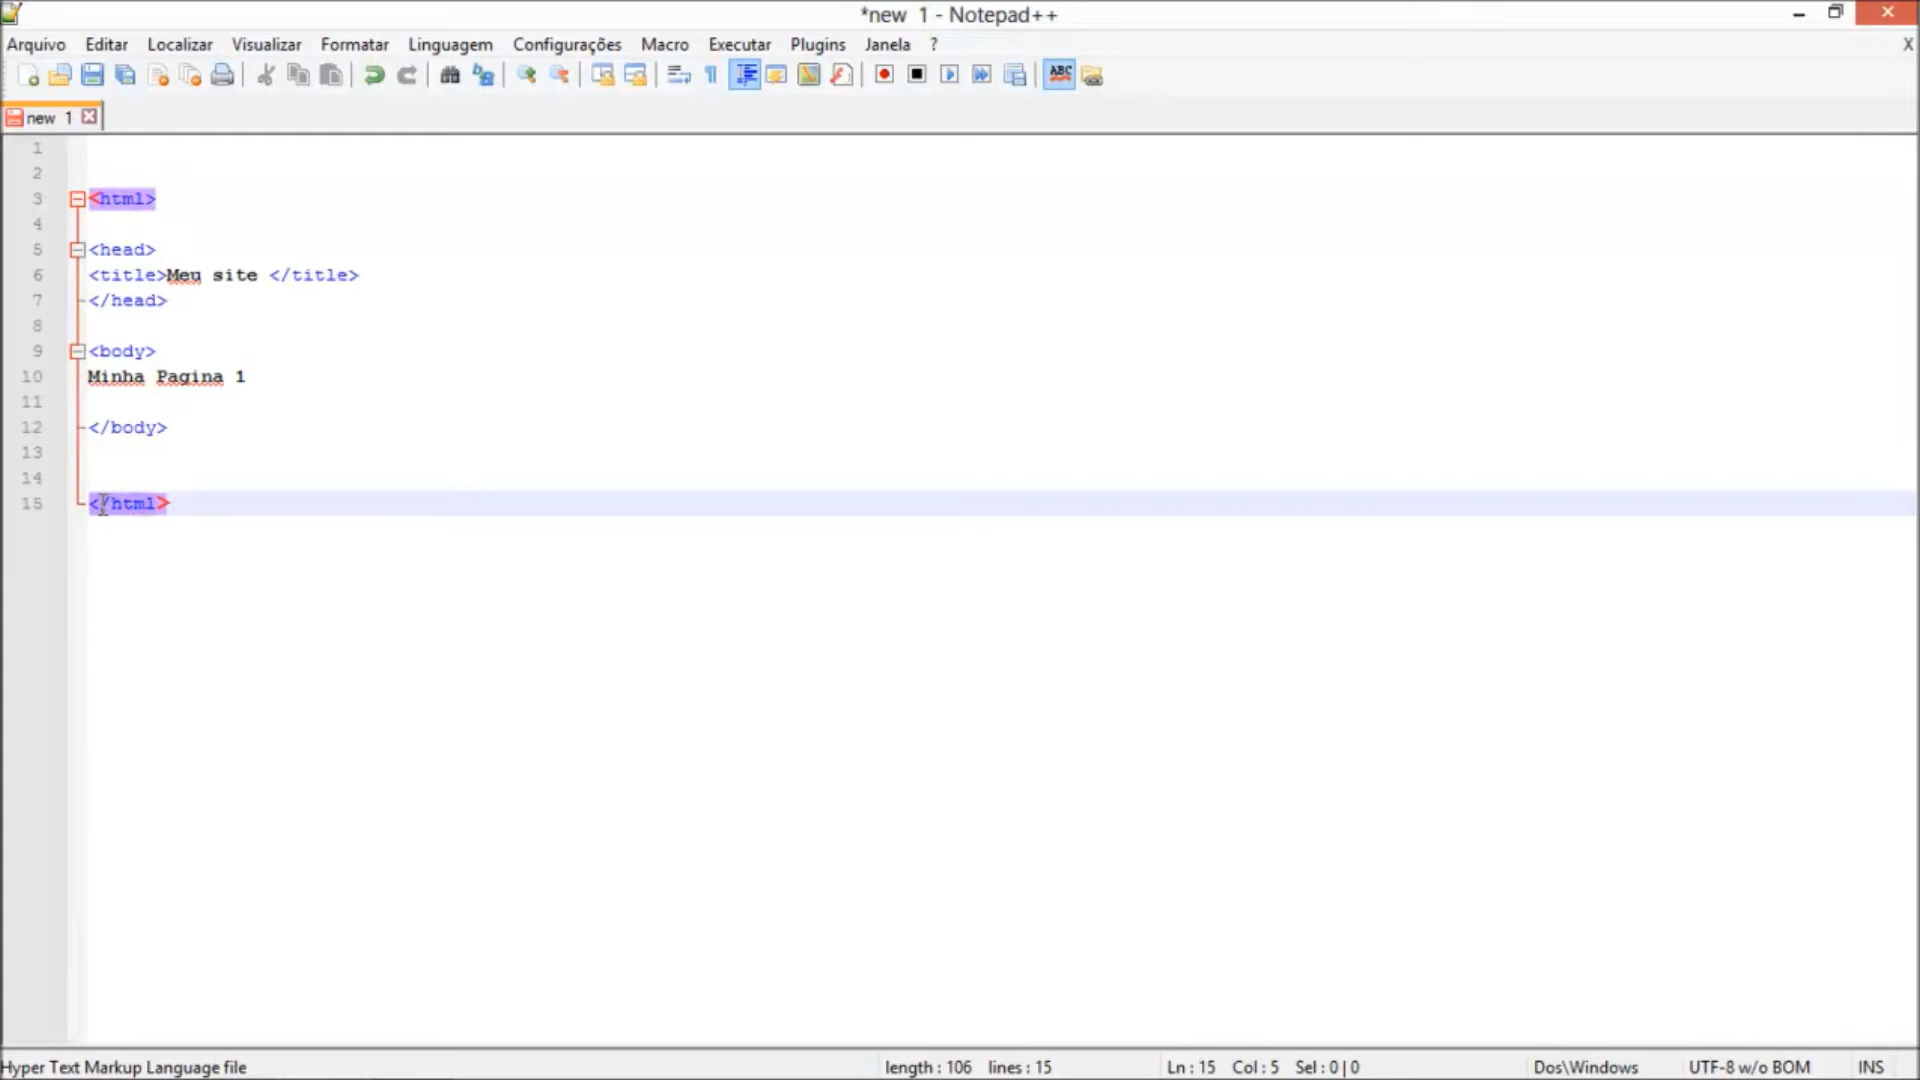 *new 1 - Notepad++
Arquivo Editar Localizar Visualizar Formatar Linguagem Configurações Macro Executar Plugins Janela ? X
ABC
new 1
1
2
3 <html>
4
5 <head>
6 <title>Meu site </title>
7 </head>
8
9 <body>
10 Minha Pagina 1
11
12 </body>
13
14
15 </html>
Hyper Text Markup Language file length : 106 lines : 15 Ln : 15 Col : 5 Sel : 0 | 0 Dos\Windows UTF-8 w/o BOM INS